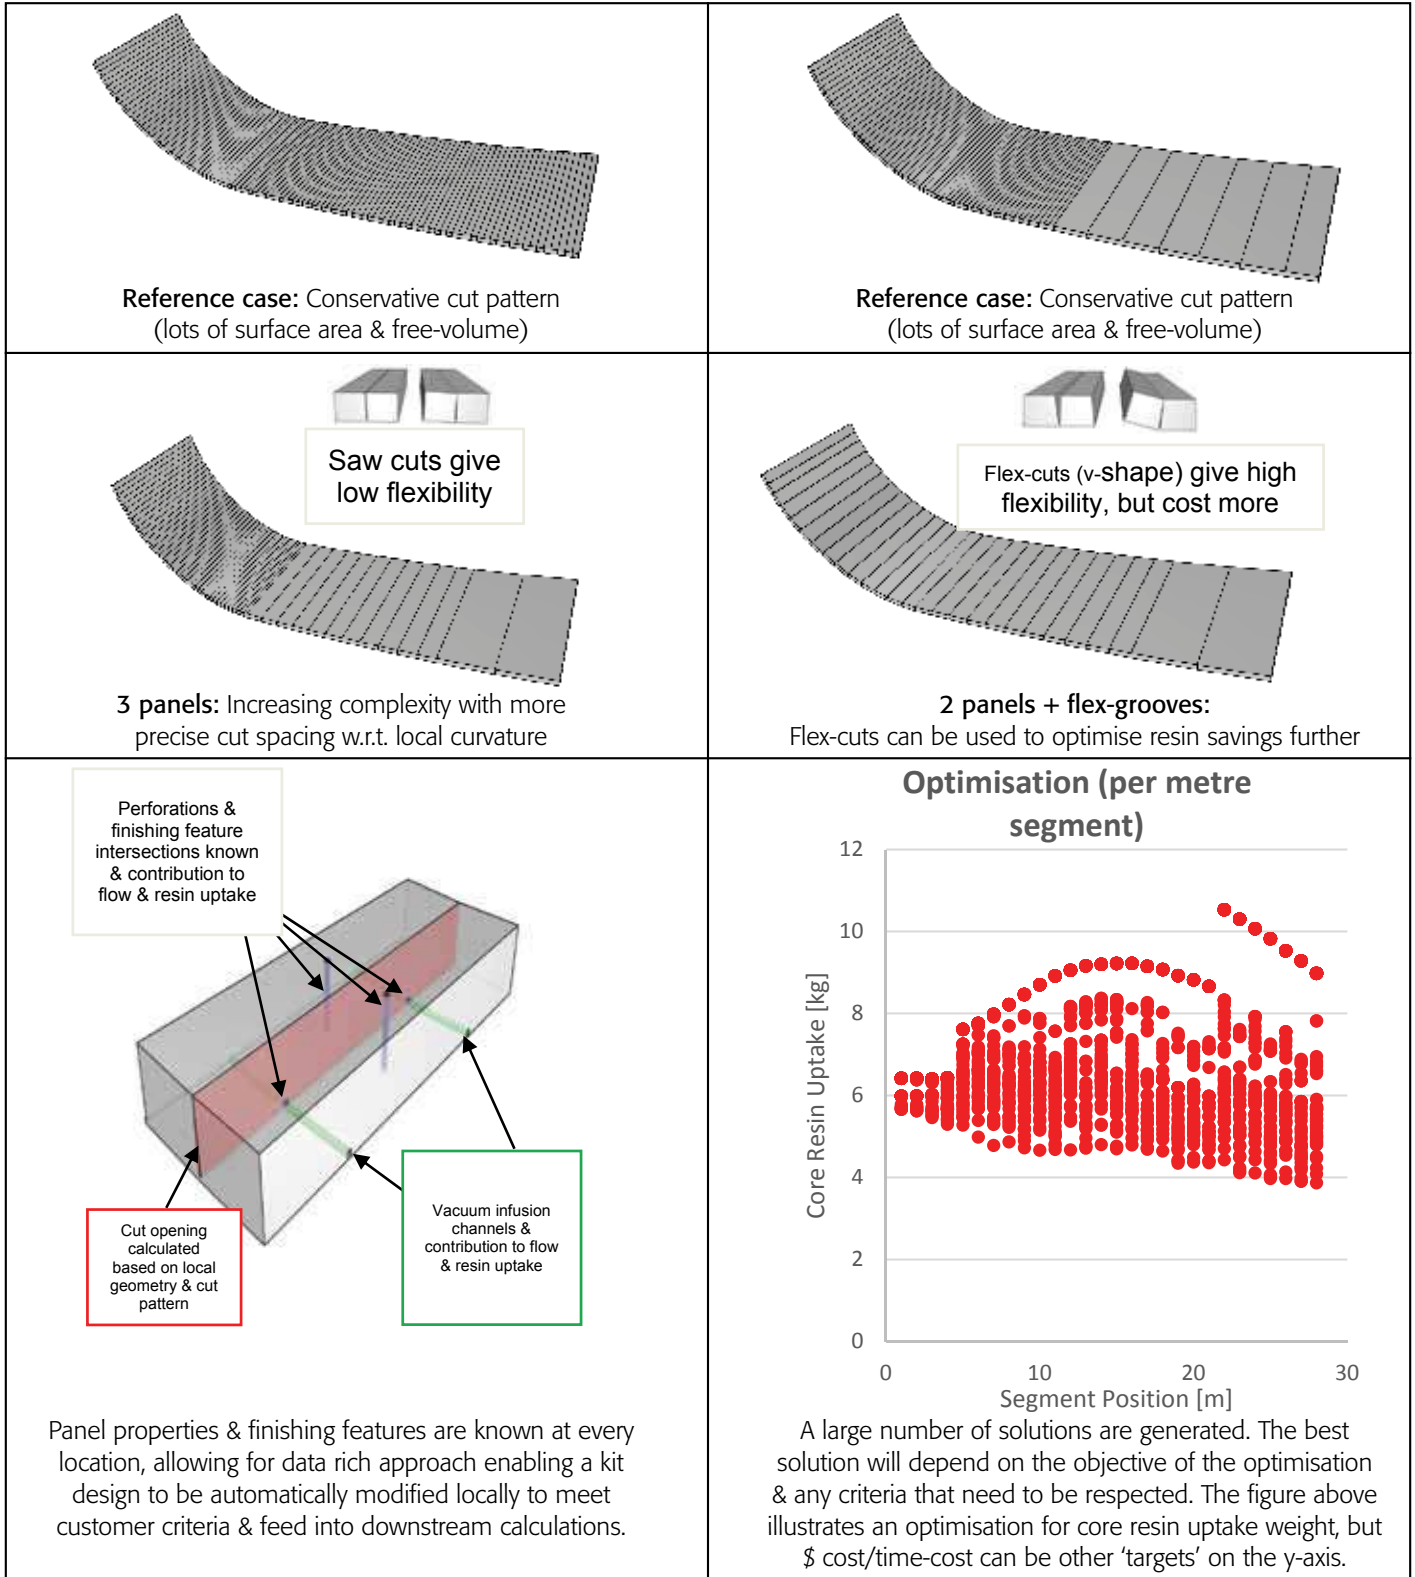 Reference case: Conservative cut pattern
(lots of surface area & free-volume)
Reference case: Conservative cut pattern
(lots of surface area & free-volume)
Saw cuts give
low flexibility
3 panels: Increasing complexity with more
precise cut spacing w.r.t. local curvature
Flex-cuts (v-shape) give high
flexibility, but cost more
2 panels + flex-grooves:
Flex-cuts can be used to optimise resin savings further
Perforations &
finishing feature
intersections known
& contribution to
flow & resin uptake
Cut opening
calculated
based on local
geometry & cut
pattern
Vacuum infusion
channels &
contribution to flow
& resin uptake
Panel properties & finishing features are known at every
location, allowing for data rich approach enabling a kit
design to be automatically modified locally to meet
customer criteria & feed into downstream calculations.
Optimisation (per metre
segment)
12
10
8
6
4
2
0
Core Resin Uptake [kg]
0 10 20 30
Segment Position [m]
A large number of solutions are generated. The best
solution will depend on the objective of the optimisation
& any criteria that need to be respected. The figure above
illustrates an optimisation for core resin uptake weight, but
$ cost/time-cost can be other ‘targets’ on the y-axis.